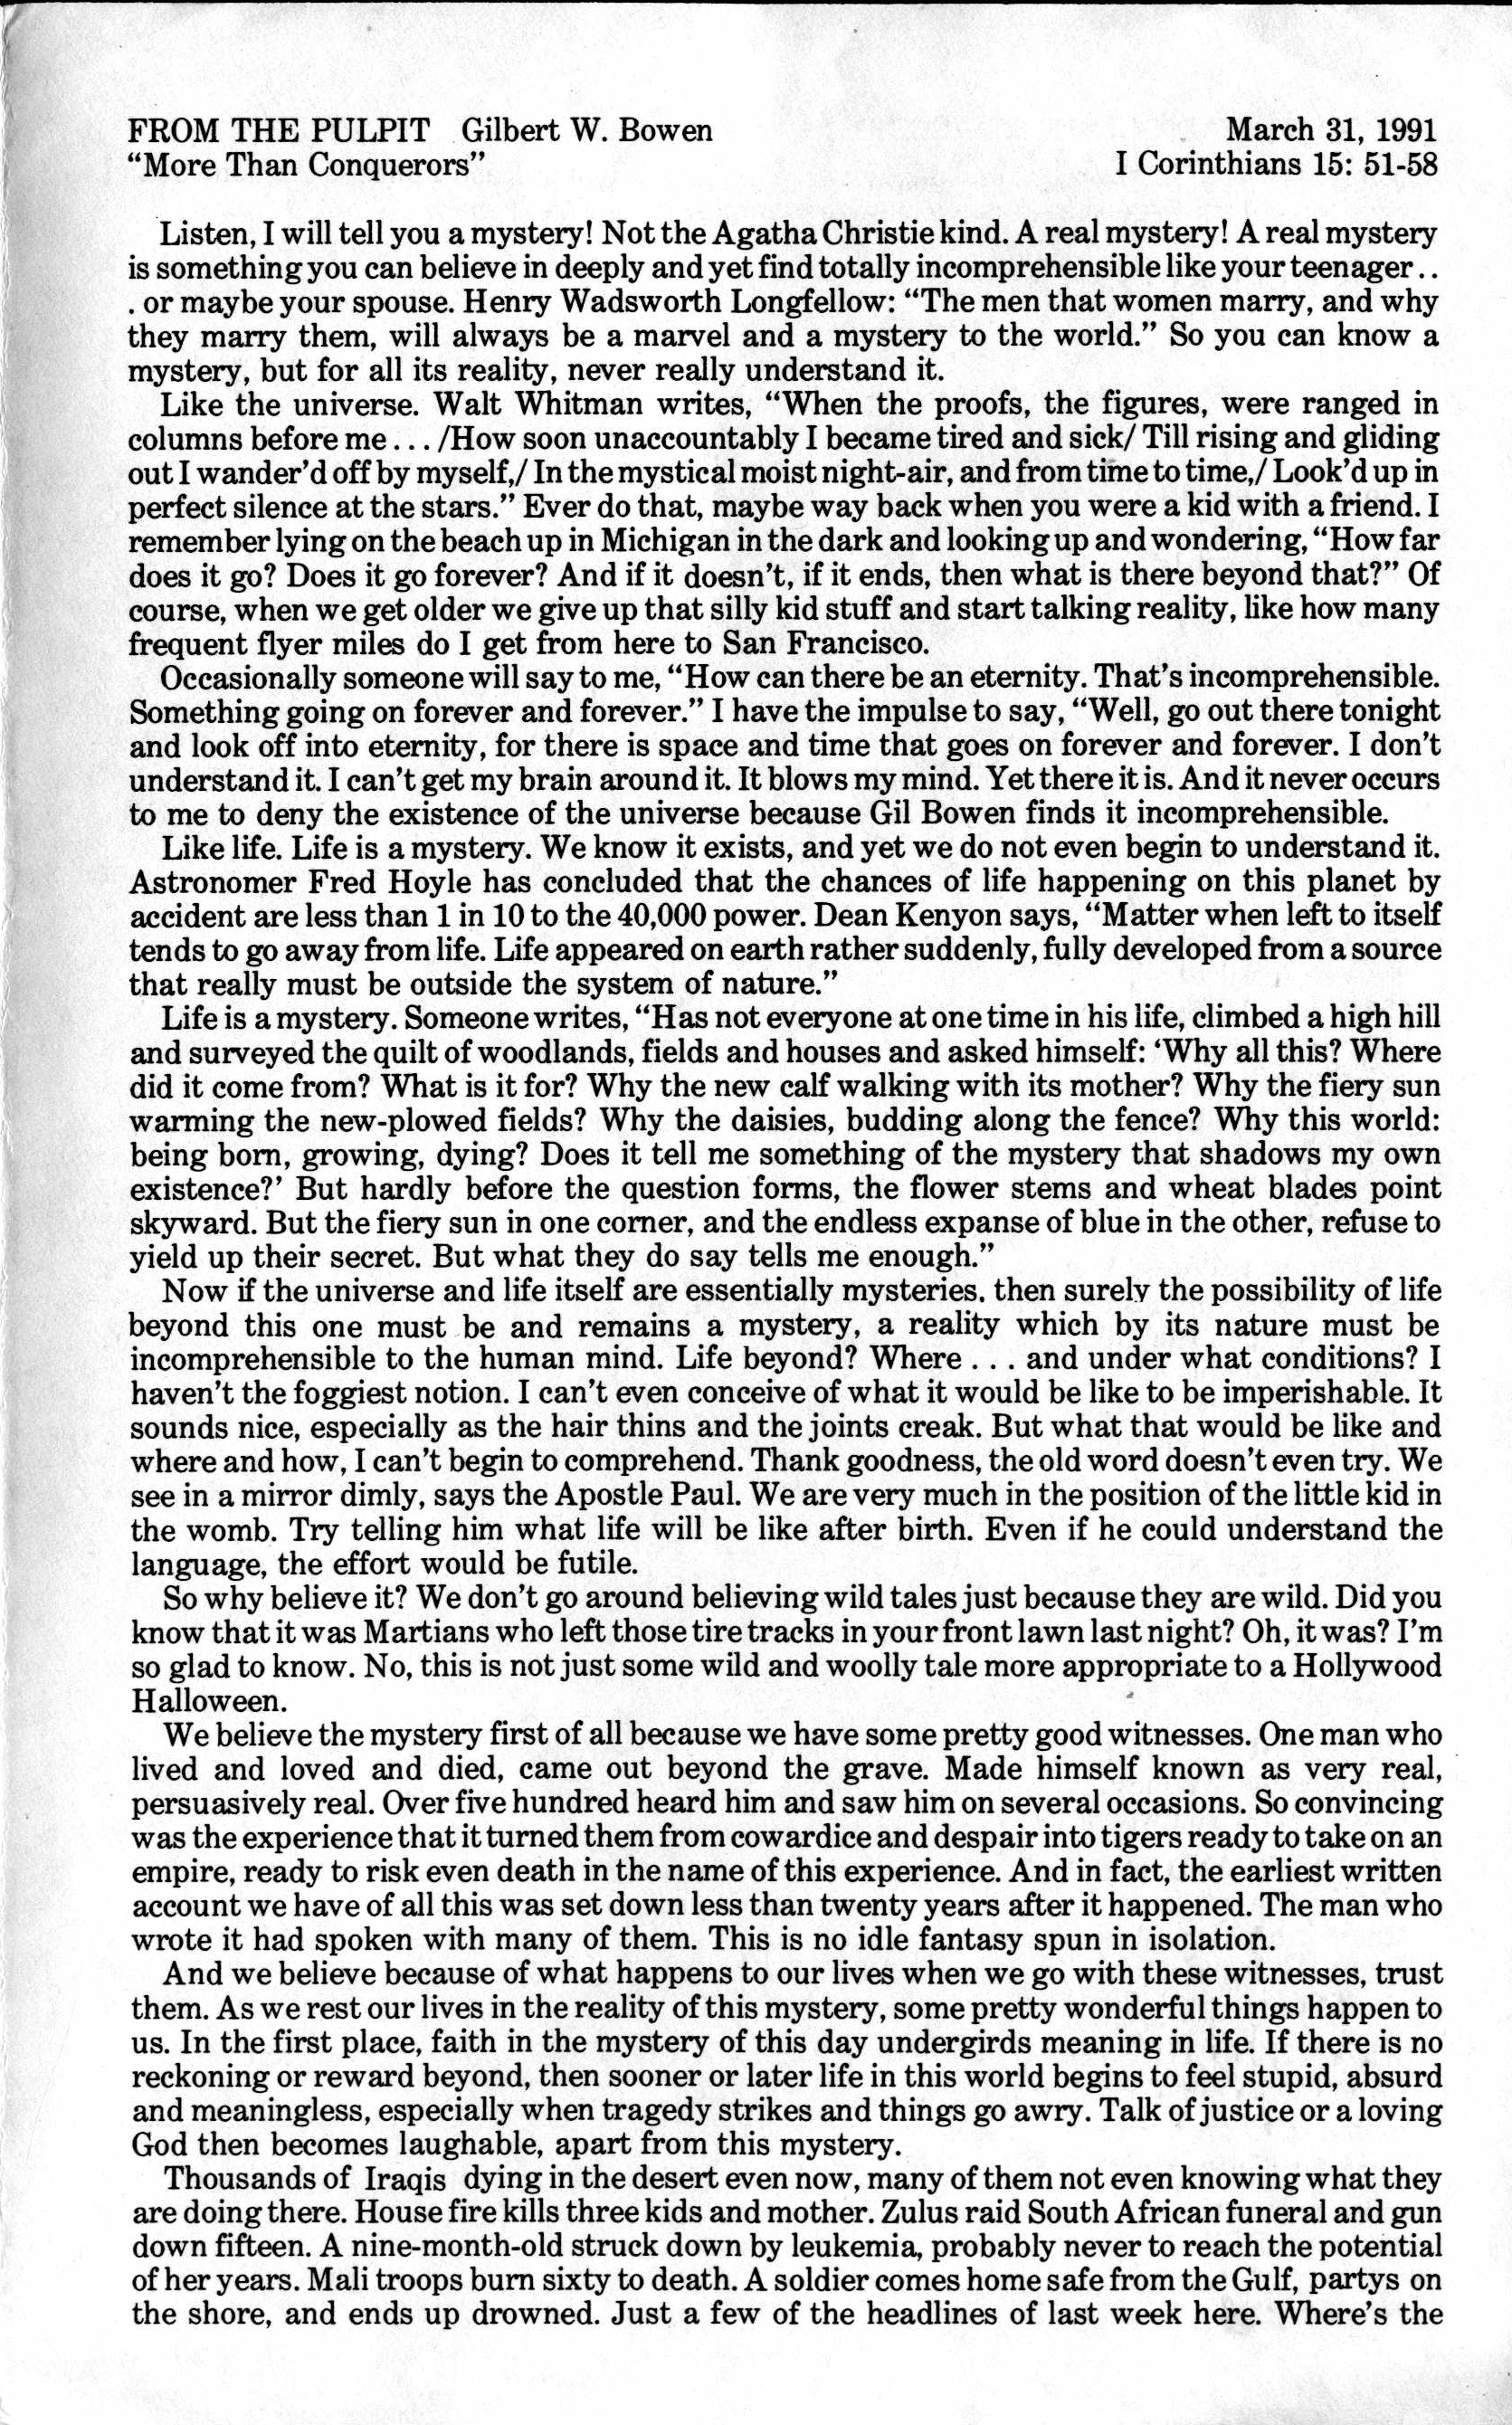 FROM THE PULPIT Gilbert W. Bowen March 31, 1991
“More Than Conquerors” I Corinthians 15: 51-58
Listen, I will tell you a mystery! Not the Agatha Christie kind. A real mystery! A real mystery
is something you can believe in deeply and yet find totally incomprehensible like your teenager . .
. or maybe your spouse. Henry Wadsworth Longfellow: “The men that women marry, and why
they marry them, will always be a marvel and a mystery to the world.” So you can know a
mystery, but for all its reality, never really understand it.
Like the universe. Walt Whitman writes, “When the proofs, the figures, were ranged in
columns before me . . . /How soon unaccountably I became tired and sick/ Till rising and gliding
out I wander’d off by myself,/ In the mystical moist night-air, and from time to time,/ Look’d up in
perfect silence at the stars.” Ever do that, maybe way back when you were a kid with a friend. I
remember lying on the beach up in Michigan in the dark and looking up and wondering, “How far
does it go? Does it go forever? And if it doesn’t, if it ends, then what is there beyond that?” Of
course, when we get older we give up that silly kid stuff and start talking reality, like how many
frequent flyer miles do I get from here to San Francisco.
Occasionally someone will say to me, “How can there be an eternity. That’s incomprehensible.
Something going on forever and forever.” I have the impulse to say, “Well, go out there tonight
and look off into eternity, for there is space and time that goes on forever and forever. I don’t
understand it. I can’t get my brain around it. It blows my mind. Yet there it is. And it never occurs
to me to deny the existence of the universe because Gil Bowen finds it incomprehensible.
Like life. Life is a mystery. We know it exists, and yet we do not even begin to understand it.
Astronomer Fred Hoyle has concluded that the chances of life happening on this planet by
accident are less than 1 in 10 to the 40,000 power. Dean Kenyon says, “Matter when left to itself
tends to go away from life. Life appeared on earth rather suddenly, fully developed from a source
that really must be outside the system of nature.”
Life is a mystery. Someone writes, “Has not everyone at one time in his life, climbed a high hill
and surveyed the quilt of woodlands, fields and houses and asked himself: ‘Why all this? Where
did it come from? What is it for? Why the new calf walking with its mother? Why the fiery sun
warming the new-plowed fields? Why the daisies, budding along the fence? Why this world:
being born, growing, dying? Does it tell me something of the mystery that shadows my own
existence?’ But hardly before the question forms, the flower stems and wheat blades point
skyward. But the fiery sun in one corner, and the endless expanse of blue in the other, refuse to
yield up their secret. But what they do say tells me enough.”
Now if the universe and life itself are essentially mysteries, then surely the possibility of life
beyond this one must be and remains a mystery, a reality which by its nature must be
incomprehensible to the human mind. Life beyond? Where . . . and under what conditions? I
haven’t the foggiest notion. I can’t even conceive of what it would be like to be imperishable. It
sounds nice, especially as the hair thins and the joints creak. But what that would be like and
where and how, I can’t begin to comprehend. Thank goodness, the old word doesn’t even try. We
see in a mirror dimly, says the Apostle Paul. We are very much in the position of the little kid in
the womb. Try telling him what life will be like after birth. Even if he could understand the
language, the effort would be futile.
So why believe it? We don’t go around believing wild tales just because they are wild. Did you
know that it was Martians who left those tire tracks in your front lawn last night? Oh, it was? I’m
so glad to know. No, this is not just some wild and woolly tale more appropriate to a Hollywood
Halloween.
We believe the mystery first of all because we have some pretty good witnesses. One man who
lived and loved and died, came out beyond the grave. Made himself known as very real,
persuasively real. Over five hundred heard him and saw him on several occasions. So convincing
was the experience that it turned them from cowardice and despair into tigers ready to take on an
empire, ready to risk even death in the name of this experience. And in fact, the earliest written
account we have of all this was set down less than twenty years after it happened. The man who
wrote it had spoken with many of them. This is no idle fantasy spun in isolation.
And we believe because of what happens to our lives when we go with these witnesses, trust
them. As we rest our lives in the reality of this mystery, some pretty wonderful things happen to
us. In the first place, faith in the mystery of this day undergirds meaning in life. If there is no
reckoning or reward beyond, then sooner or later life in this world begins to feel stupid, absurd
and meaningless, especially when tragedy strikes and things go awry. Talk of justice or a loving
God then becomes laughable, apart from this mystery.
Thousands of Iraqis dying in the desert even now, many of them not even knowing what they
are doing there. House fire kills three kids and mother. Zulus raid South African funeral and gun
down fifteen. A nine-month-old struck down by leukemia, probably never to reach the potential
of her years. Mali troops burn sixty to death. A soldier comes home safe from the Gulf, partys on
the shore, and ends up drowned. Just a few of the headlines of last week here. Where’s the